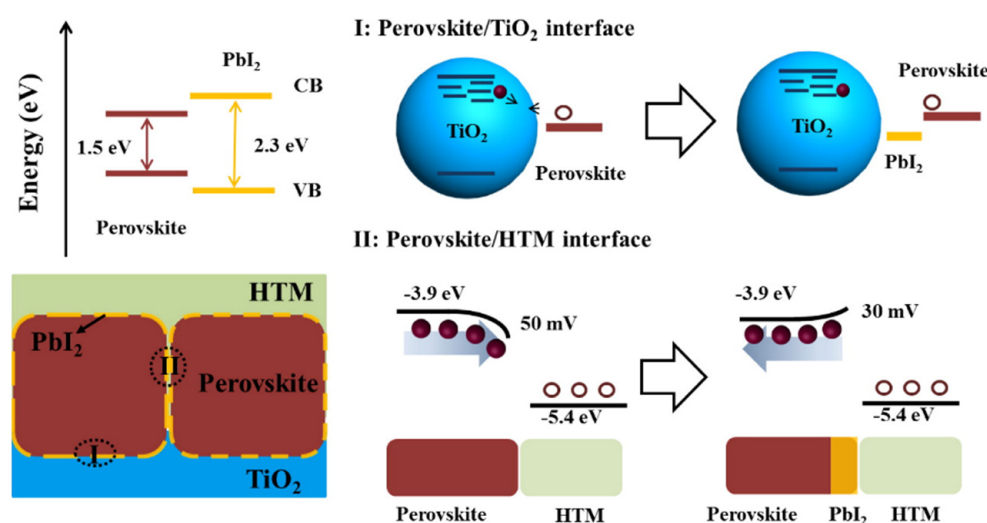 Energy (eV)
PbI₂
CB
1.5 eV
2.3 eV
VB
Perovskite
I: Perovskite/TiO₂ interface
TiO₂
Perovskite
Perovskite
TiO₂
PbI₂
HTM
PbI₂
II
Perovskite
I
TiO₂
II: Perovskite/HTM interface
-3.9 eV
50 mV
-5.4 eV
Perovskite
HTM
-3.9 eV
30 mV
-5.4 eV
Perovskite
PbI₂
HTM